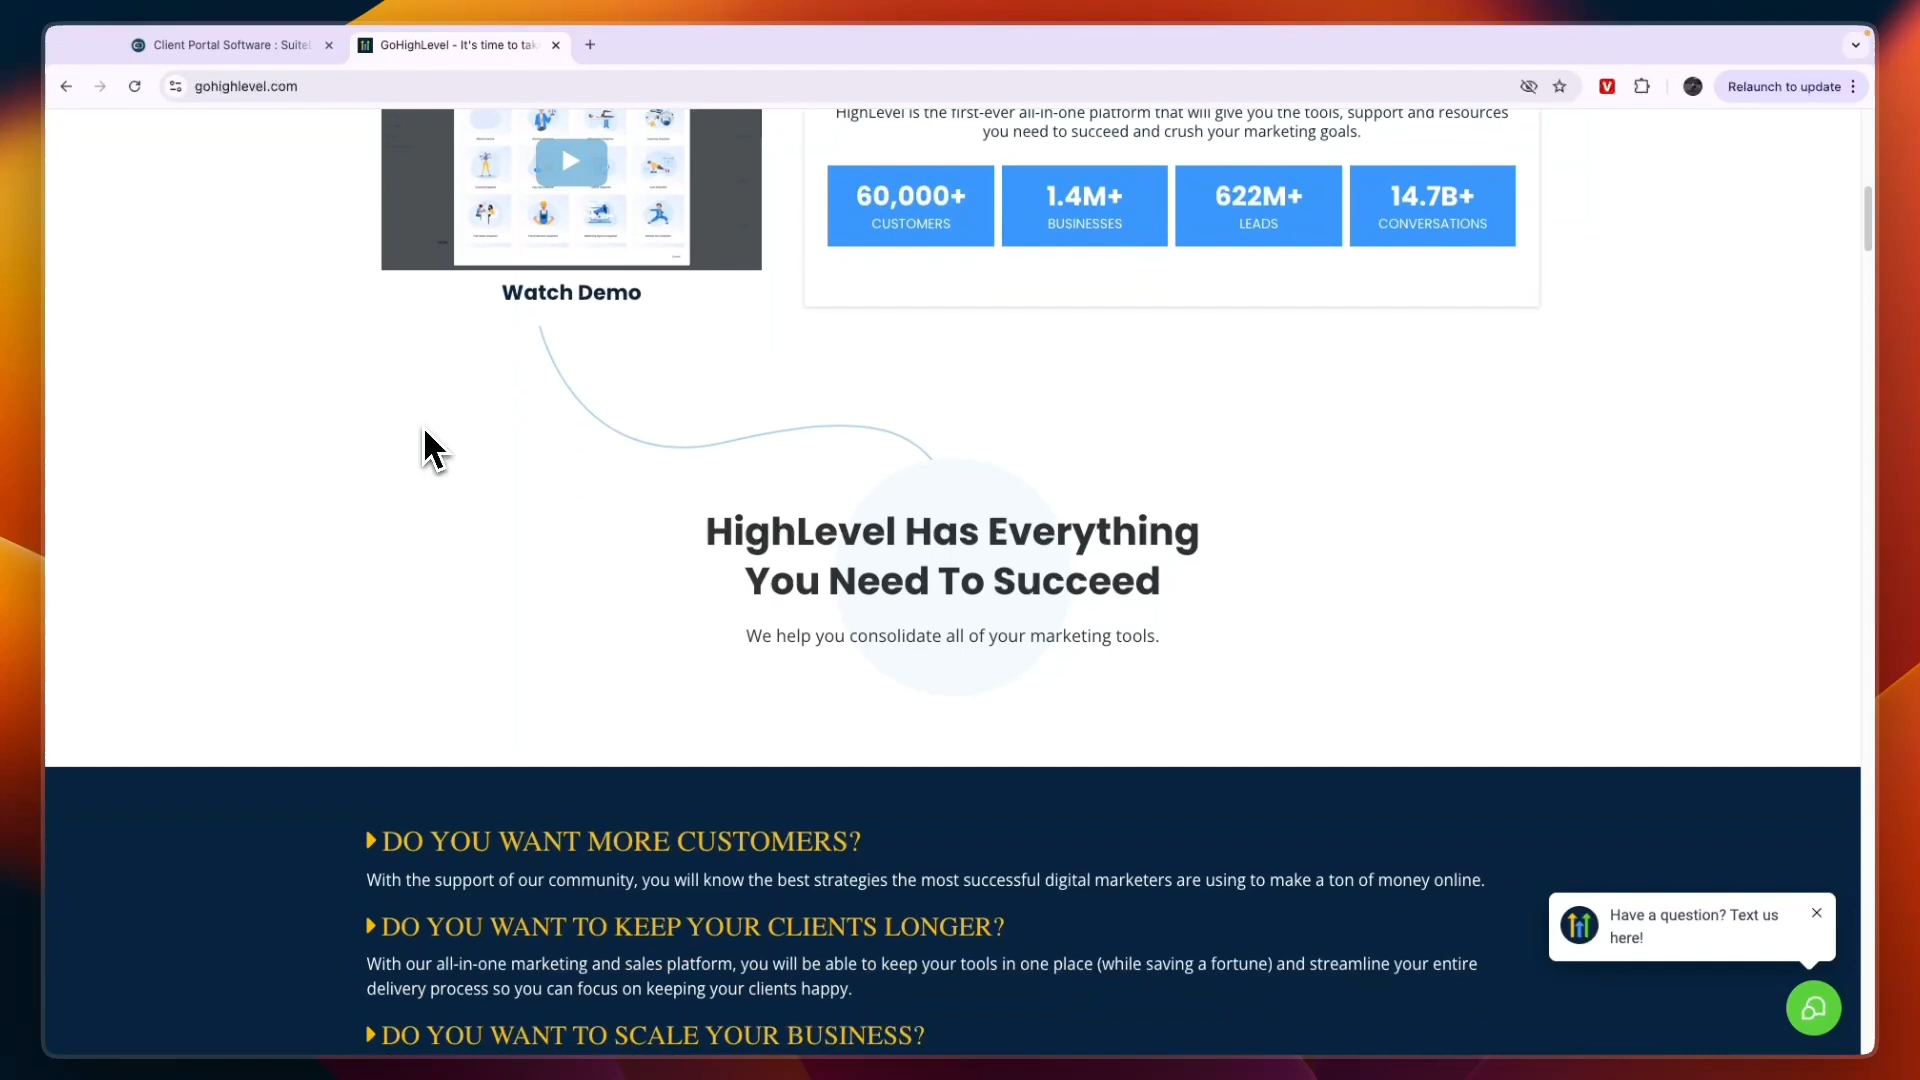 Client Portal Software : Suite
GoHighLevel - It's time to tak
gohighlevel.com
Relaunch to update
HighLevel is the first-ever all-in-one platform that will give you the tools, support and resources
you need to succeed and crush your marketing goals.
60,000+
CUSTOMERS
1.4M+
BUSINESSES
622M+
LEADS
14.7B+
CONVERSATIONS
Watch Demo
HighLevel Has Everything
You Need To Succeed
We help you consolidate all of your marketing tools.
DO YOU WANT MORE CUSTOMERS?
With the support of our community, you will know the best strategies the most successful digital marketers are using to make a ton of money online.
DO YOU WANT TO KEEP YOUR CLIENTS LONGER?
With our all-in-one marketing and sales platform, you will be able to keep your tools in one place (while saving a fortune) and streamline your entire
delivery process so you can focus on keeping your clients happy.
DO YOU WANT TO SCALE YOUR BUSINESS?
Have a question? Text us
here!